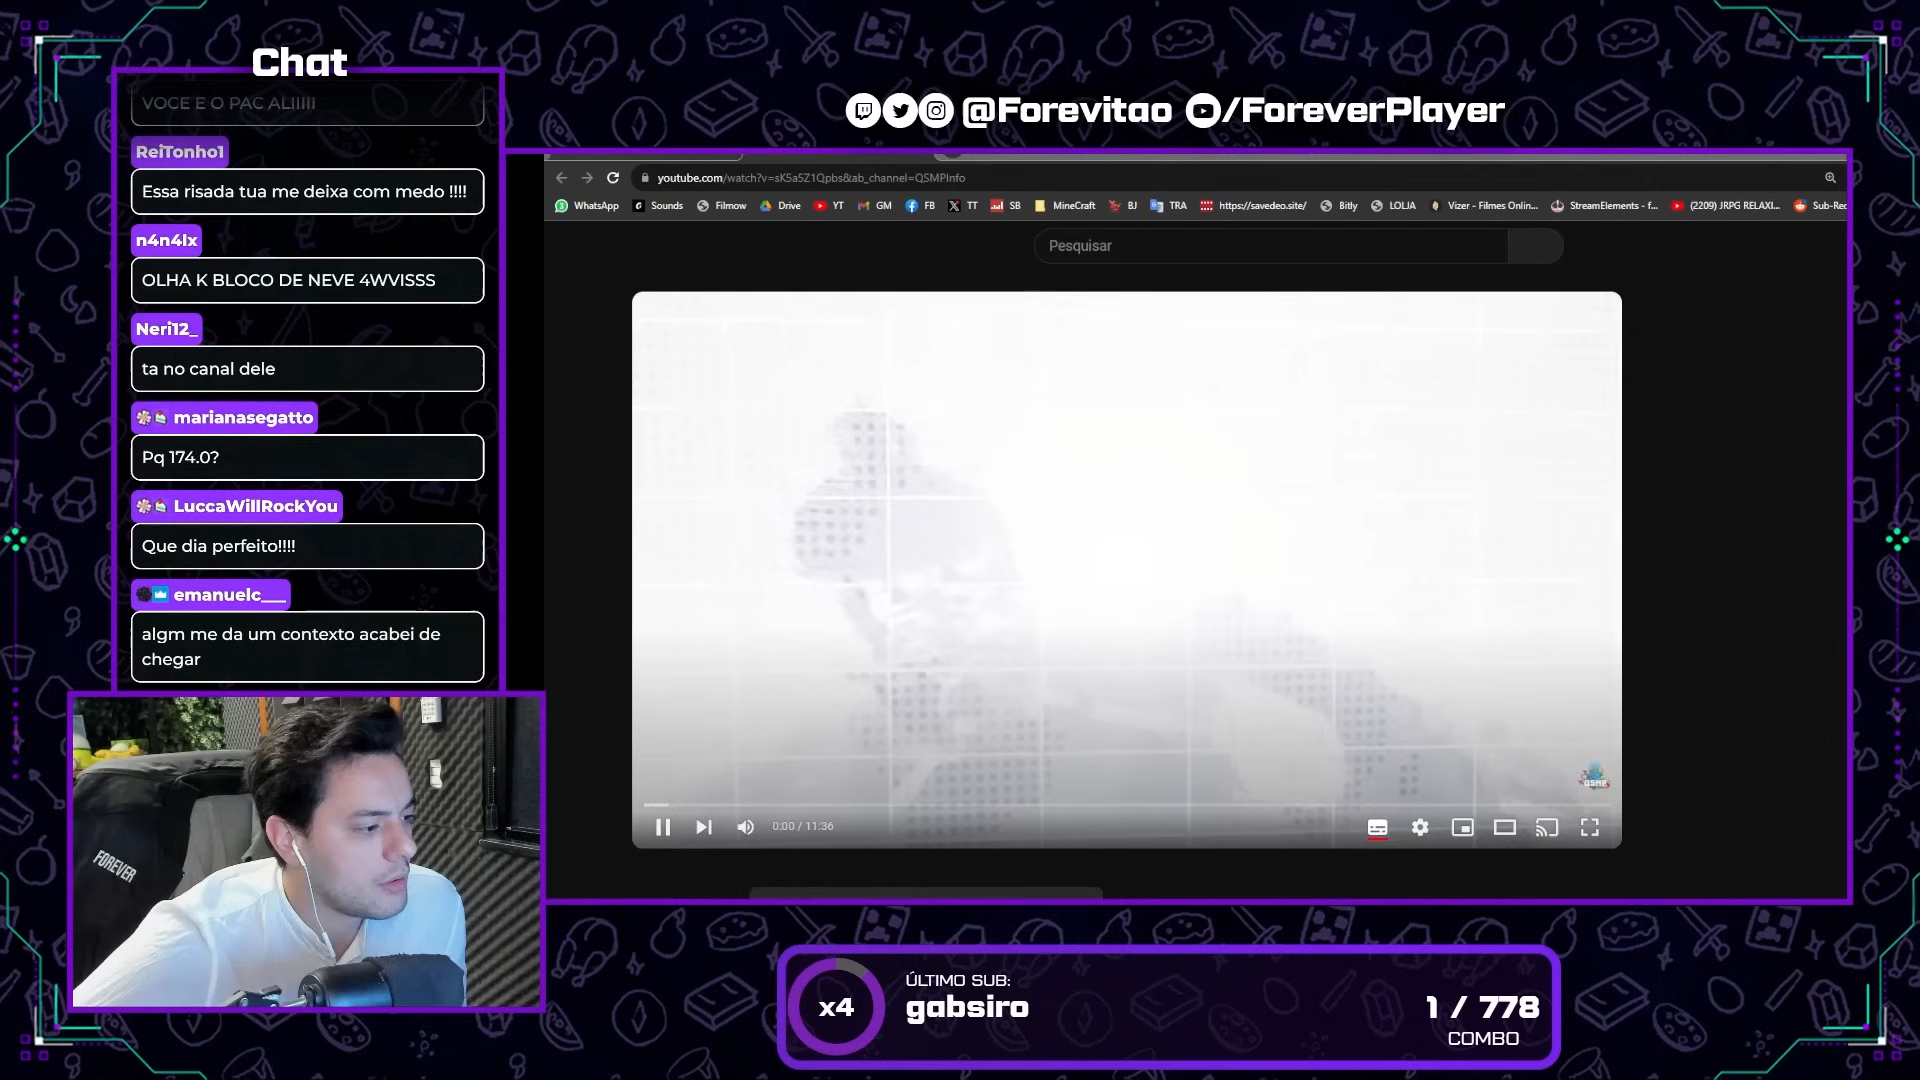 Chat
VOCE E O PAC ALIIIII
ReiTonho1
Essa risada tua me deixa com medo !!!!
n4n4lx
OLHA K BLOCO DE NEVE 4WVISSS
Neri12_
ta no canal dele
marianasegatto
Pq 174.0?
LuccaWillRockYou
Que dia perfeito!!!!
emanuelc___
algm me da um contexto acabei de
chegar
@Forevitao /ForeverPlayer
youtube.com/watch?v=sK5a5Z1Qpbs&ab_channel=QSMPInfo
WhatsApp Sounds Filmow Drive YT GM FB TT SB MineCraft BJ TRA https://savedeo.site/ Bitly LOLJA Vizer - Filmes Onlin... StreamElements - f... (2209) JRPG RELAXI... Sub-Rec
Pesquisar
QSMP
0:00 / 11:36
FOREVER
x4
ÚLTIMO SUB:
gabsiro
1 / 778
COMBO